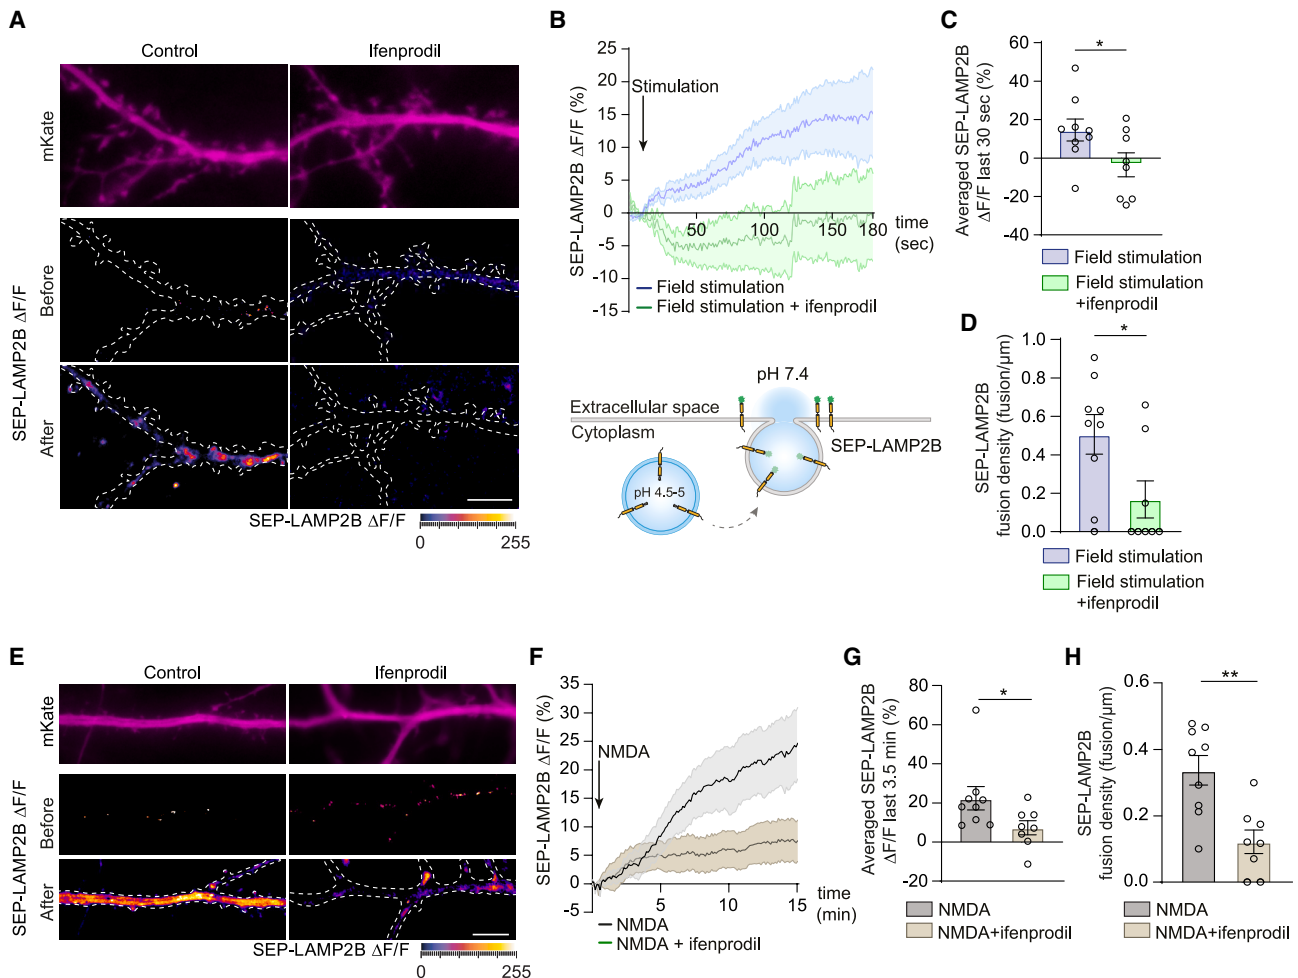 A
Control
Ifenprodil
mKate
Before
After
SEP-LAMP2B ΔF/F
SEP-LAMP2B ΔF/F
0
255
B
SEP-LAMP2B ΔF/F (%)
25
20
15
10
5
0
-5
-10
-15
Stimulation
50
100
150
180
time
(sec)
Field stimulation
Field stimulation + ifenprodil
pH 7.4
Extracellular space
Cytoplasm
SEP-LAMP2B
pH 4.5-5
C
Averaged SEP-LAMP2B
ΔF/F last 30 sec (%)
60
40
20
0
-20
-40
*
Field stimulation
Field stimulation
+ifenprodil
D
SEP-LAMP2B
fusion density (fusion/μm)
1.0
0.8
0.6
0.4
0.2
0.0
*
Field stimulation
Field stimulation
+ifenprodil
E
Control
Ifenprodil
mKate
Before
After
SEP-LAMP2B ΔF/F
SEP-LAMP2B ΔF/F
0
255
F
SEP-LAMP2B ΔF/F (%)
35
30
25
20
15
10
5
0
-5
NMDA
5
10
15
time
(min)
NMDA
NMDA + ifenprodil
G
Averaged SEP-LAMP2B
ΔF/F last 3.5 min (%)
80
60
40
20
0
-20
*
NMDA
NMDA+ifenprodil
H
SEP-LAMP2B
fusion density (fusion/μm)
0.6
0.4
0.2
0.0
**
NMDA
NMDA+ifenprodil